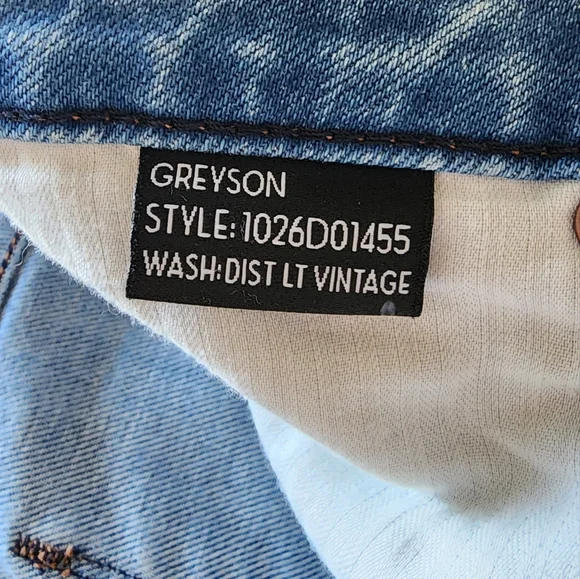 GREYSON
STYLE: 1026D01455
WASH: DIST LT VINTAGE